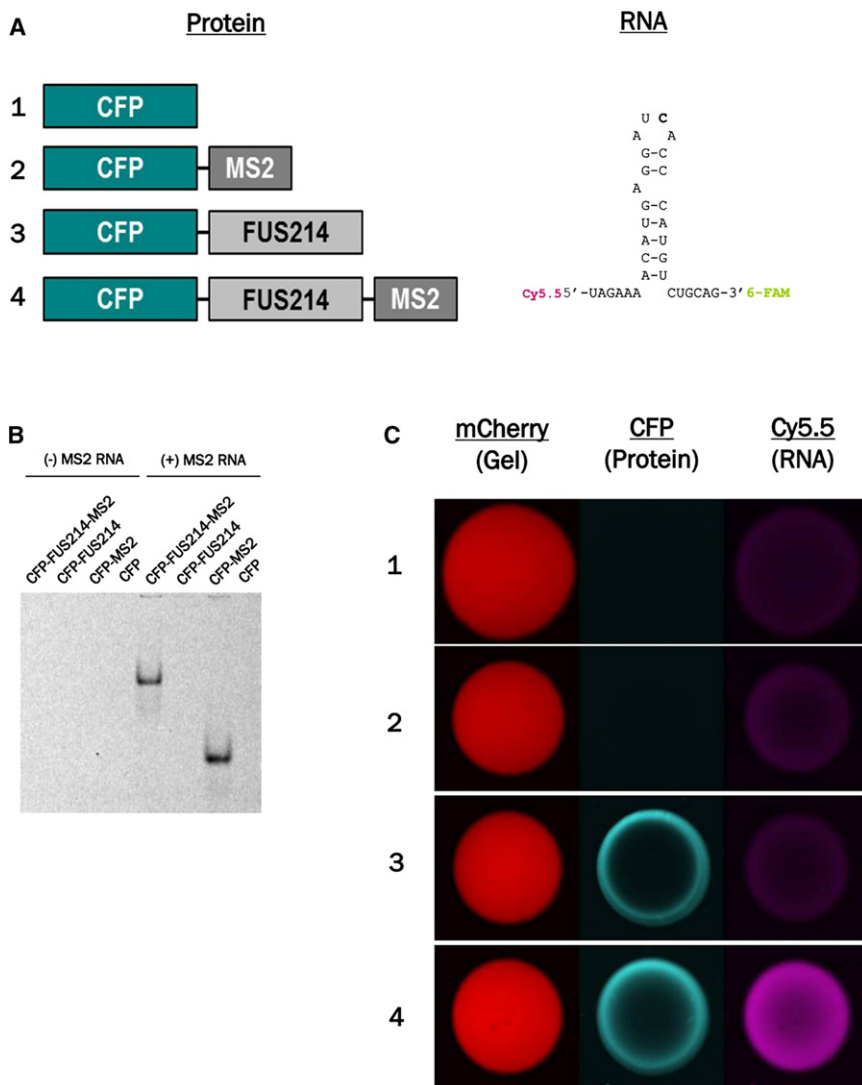 A
Protein
RNA
1
CFP
2
CFP
MS2
3
CFP
FUS214
4
CFP
FUS214
MS2
U C
A A
G-C
G-C
A
G-C
U-A
A-U
C-G
A-U
Cy5.5 5'-UAGAAA CUGCAG-3' 6-FAM
B
(-) MS2 RNA (+) MS2 RNA
CFP-FUS214-MS2
CFP-FUS214
CFP-MS2
CFP
CFP-FUS214-MS2
CFP-FUS214
CFP-MS2
CFP
C
mCherry
(Gel)
CFP
(Protein)
Cy5.5
(RNA)
1
2
3
4